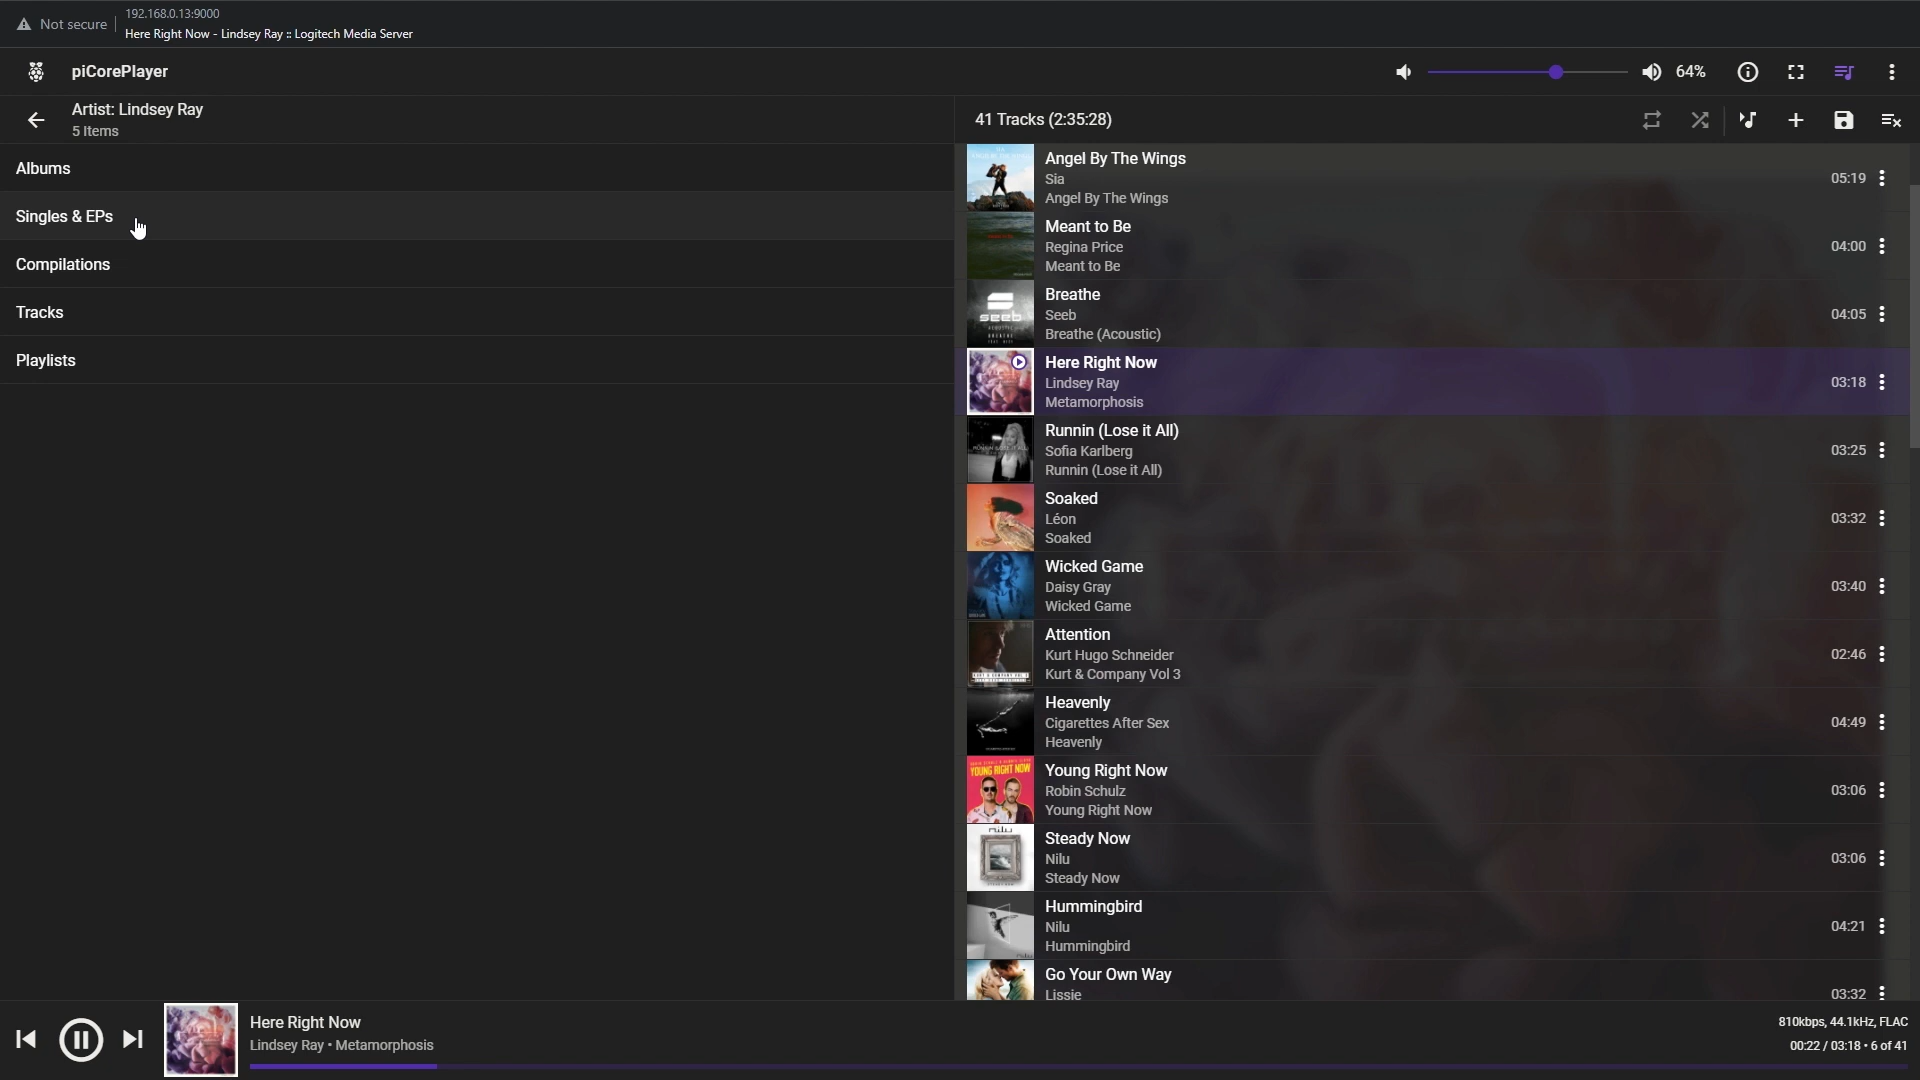 Not secure
192.168.0.13:9000
Here Right Now - Lindsey Ray :: Logitech Media Server
piCorePlayer
64%
Artist: Lindsey Ray
5 Items
Albums
Singles & EPs
Compilations
Tracks
Playlists
41 Tracks (2:35:28)
Angel By The Wings
Sia
Angel By The Wings
05:19
Meant to Be
Regina Price
Meant to Be
04:00
seeb
Breathe
Seeb
Breathe (Acoustic)
04:05
Here Right Now
Lindsey Ray
Metamorphosis
03:18
Runnin (Lose it All)
Sofia Karlberg
Runnin (Lose it All)
03:25
Soaked
Léon
Soaked
03:32
Wicked Game
Daisy Gray
Wicked Game
03:40
Attention
Kurt Hugo Schneider
Kurt & Company Vol 3
02:46
Heavenly
Cigarettes After Sex
Heavenly
04:49
YOUNG RIGHT NOW
Young Right Now
Robin Schulz
Young Right Now
03:06
nilu
Steady Now
Nilu
Steady Now
03:06
Hummingbird
Nilu
Hummingbird
04:21
Go Your Own Way
Lissie
03:32
Here Right Now
Lindsey Ray • Metamorphosis
810kbps, 44.1kHz, FLAC
00:22 / 03:18 • 6 of 41